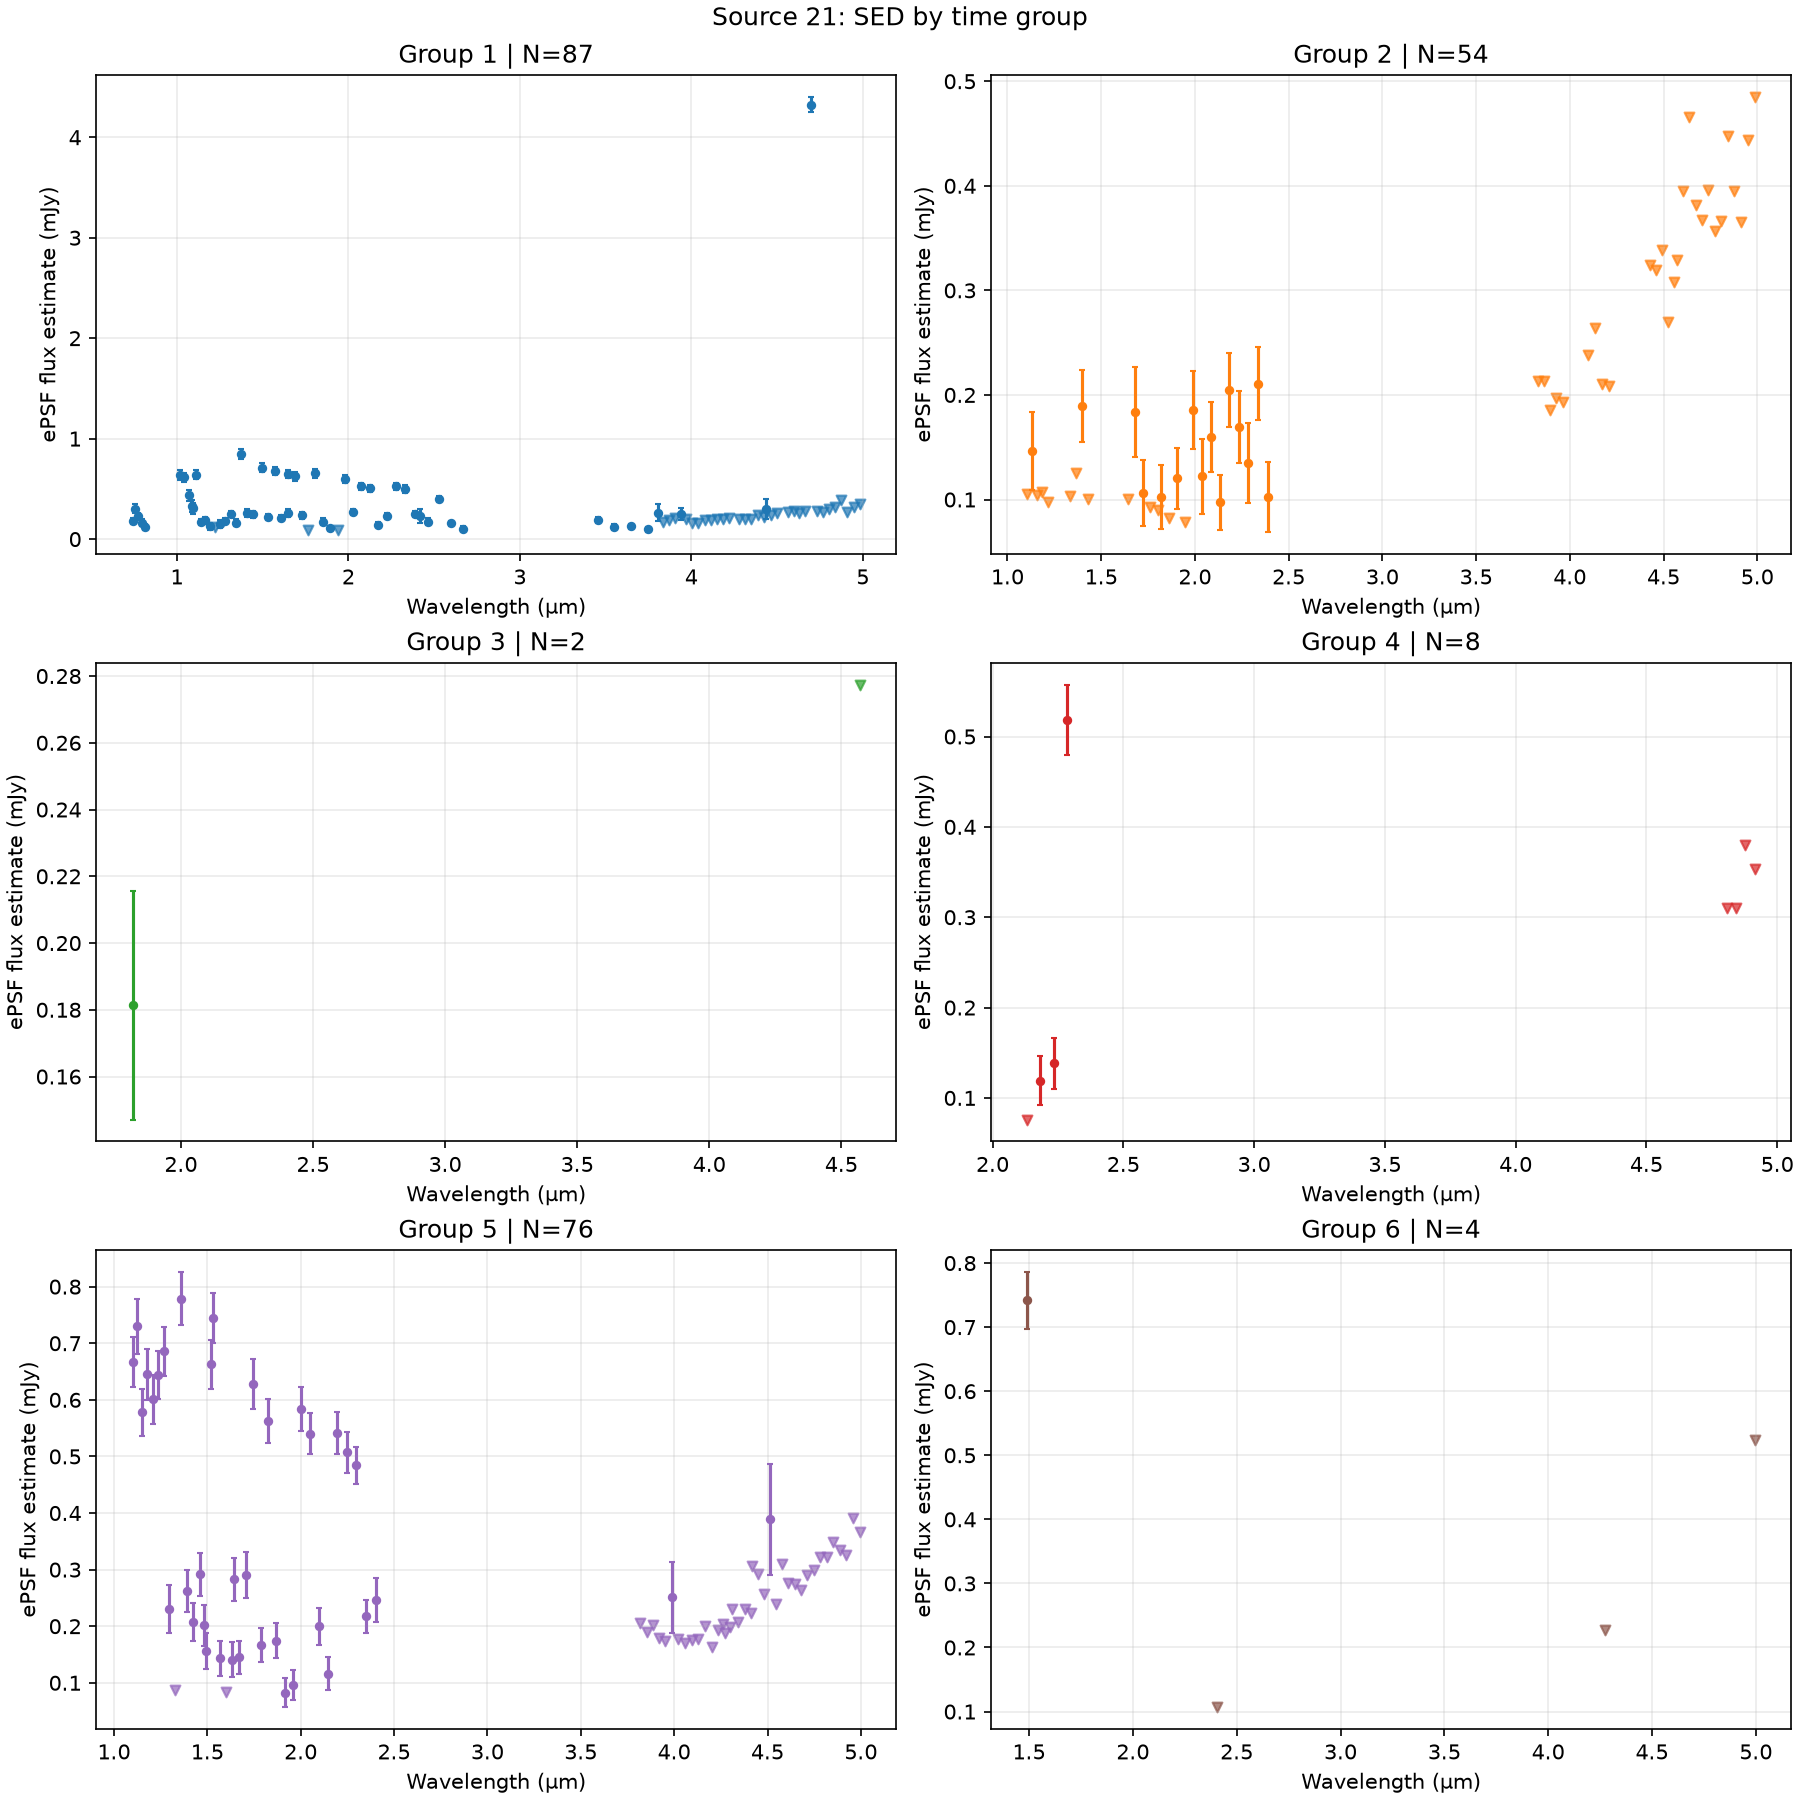 Source 21: SED by time group
Group 1 | N=87
ePSF flux estimate (mJy)
4
3
2
1
0
1 2 3 4 5
Wavelength (μm)
Group 2 | N=54
ePSF flux estimate (mJy)
0.5
0.4
0.3
0.2
0.1
1.0 1.5 2.0 2.5 3.0 3.5 4.0 4.5 5.0
Wavelength (μm)
Group 3 | N=2
ePSF flux estimate (mJy)
0.28
0.26
0.24
0.22
0.20
0.18
0.16
2.0 2.5 3.0 3.5 4.0 4.5
Wavelength (μm)
Group 4 | N=8
ePSF flux estimate (mJy)
0.5
0.4
0.3
0.2
0.1
2.0 2.5 3.0 3.5 4.0 4.5 5.0
Wavelength (μm)
Group 5 | N=76
ePSF flux estimate (mJy)
0.8
0.7
0.6
0.5
0.4
0.3
0.2
0.1
1.0 1.5 2.0 2.5 3.0 3.5 4.0 4.5 5.0
Wavelength (μm)
Group 6 | N=4
ePSF flux estimate (mJy)
0.8
0.7
0.6
0.5
0.4
0.3
0.2
0.1
1.5 2.0 2.5 3.0 3.5 4.0 4.5 5.0
Wavelength (μm)